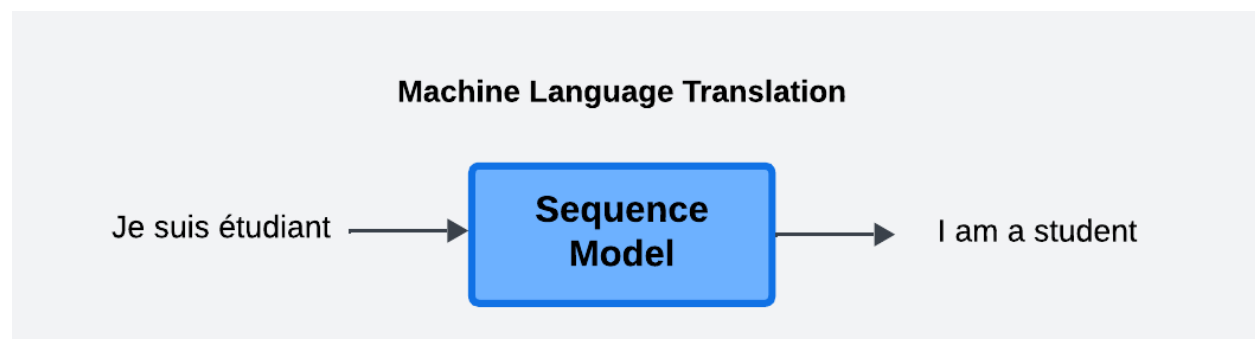 Machine Language Translation
Je suis étudiant
Sequence
Model
I am a student